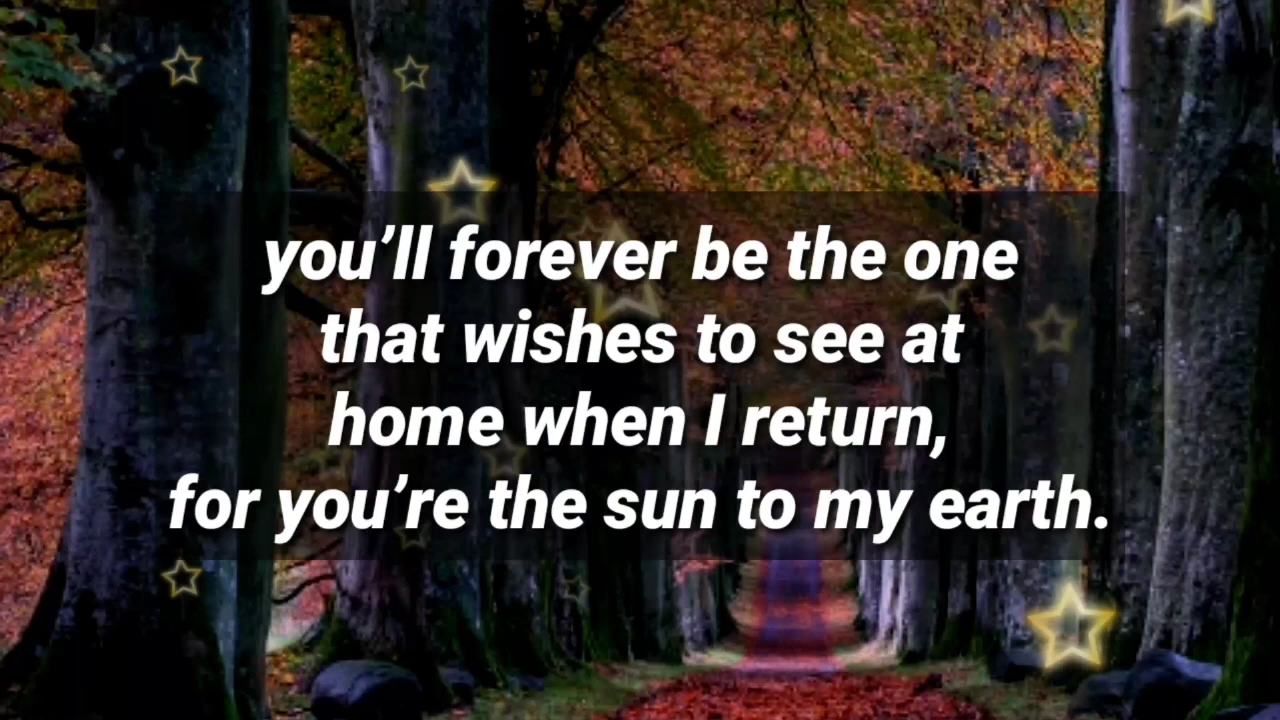 you’ll forever be the one
that wishes to see at
home when I return,
for you’re the sun to my earth.